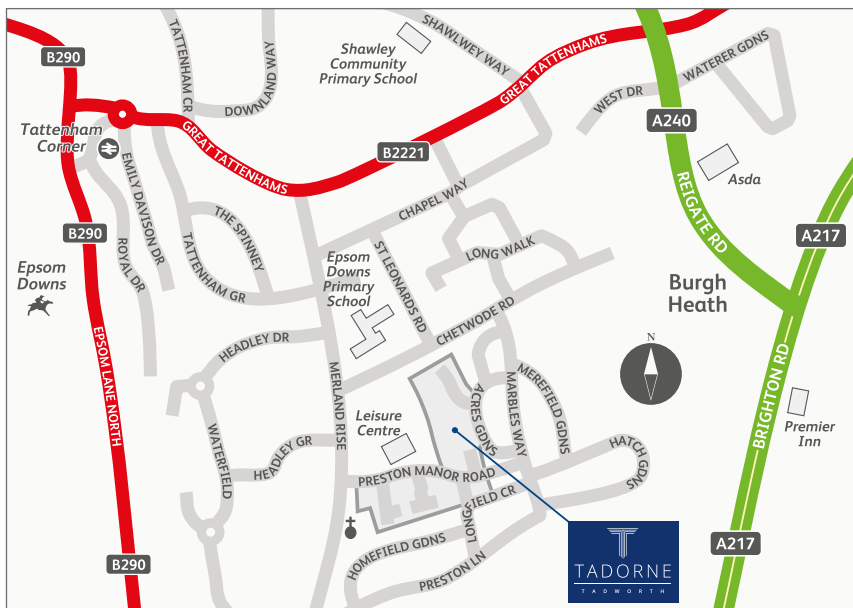 B290
TATTENHAM CR
DOWNLAND WAY
Shawley
Community
Primary School
SHAWLWEY WAY
GREAT TATTENHAMS
WEST DR
WATERER GDNS
A240
Tattenham
Corner
GREAT TATTENHAMS
B2221
Asda
EMILY DAVISON DR
REIGATE RD
CHAPEL WAY
THE SPINNEY
B290
ROYAL DR
TATTENHAM GR
A217
Epsom
Downs
Epsom
Downs
Primary
School
ST LEONARDS RD
LONG WALK
Burgh
Heath
CHETWODE RD
HEADLEY DR
EPSOM LANE NORTH
MERLAND RISE
N
ACRES GDNS
MARBLES WAY
MEREFIELD GDNS
BRIGHTON RD
Leisure
Centre
Premier
Inn
WATERFIELD
HEADLEY GR
HATCH GDNS
PRESTON MANOR ROAD
LONGFIELD CR
HOMEFIELD GDNS
PRESTON LN
A217
B290
TADORNE
TADWORTH